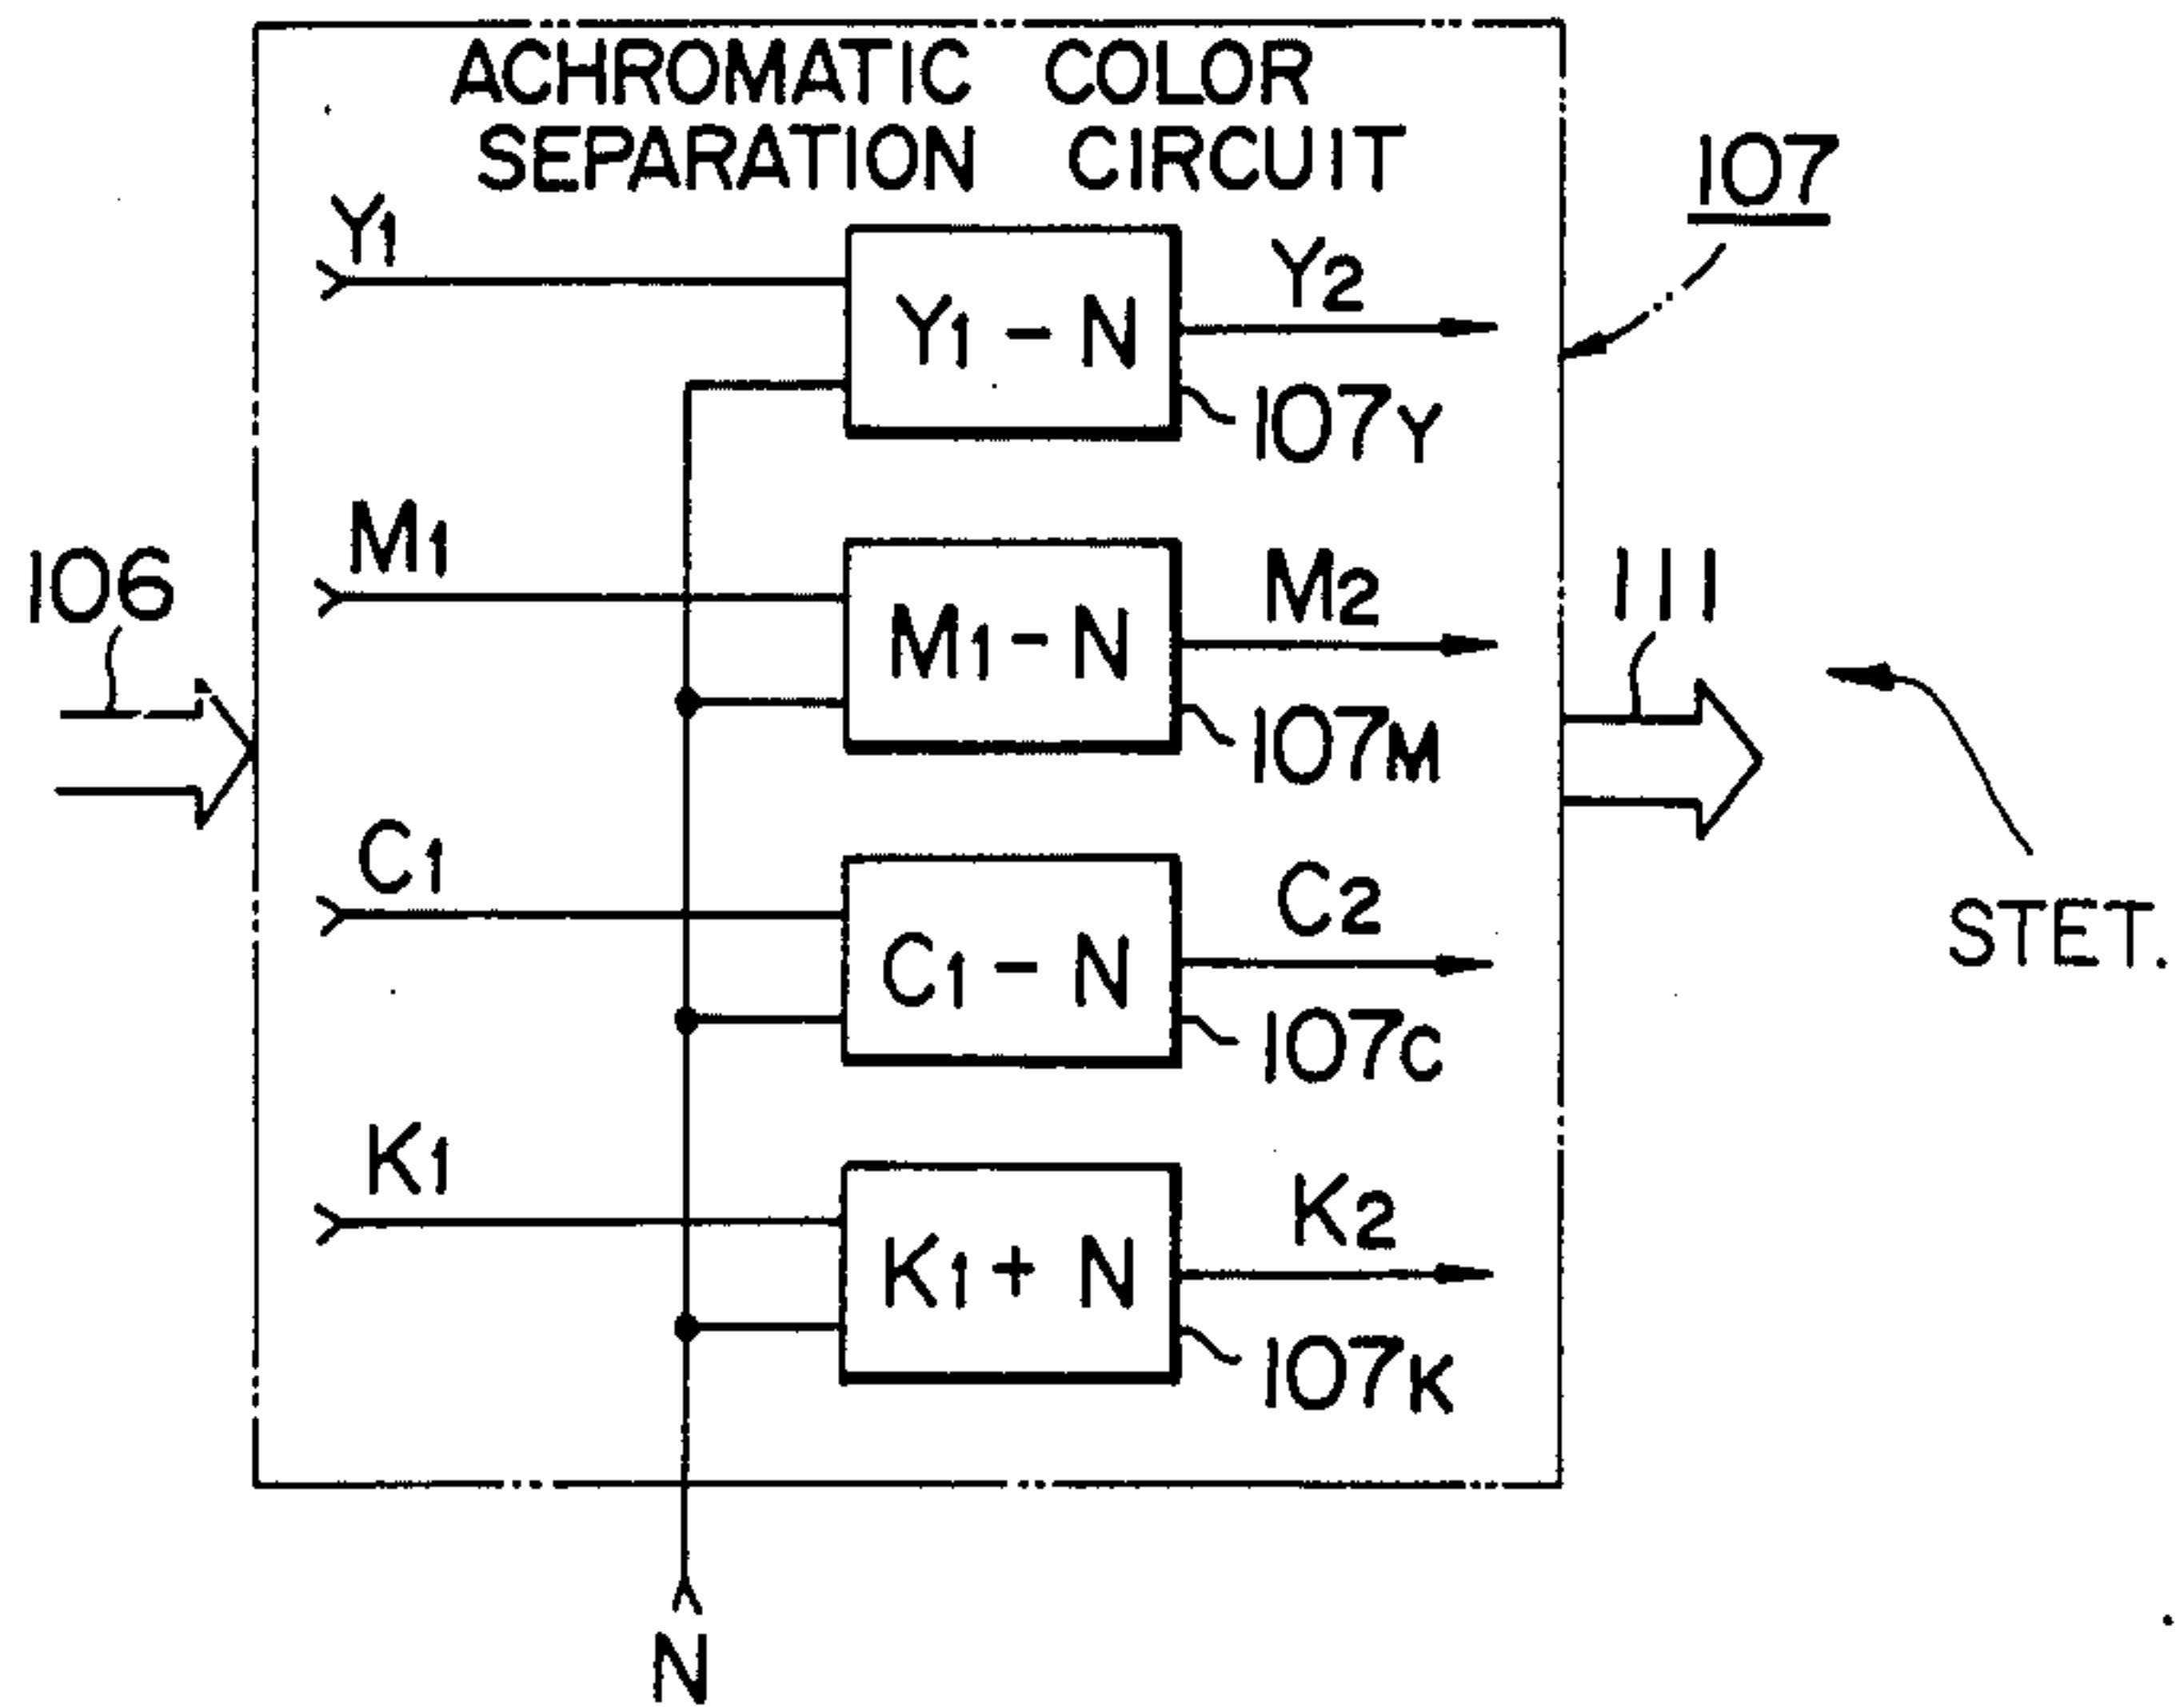 ACHROMATIC COLOR
SEPARATION CIRCUIT
107
Y1
Y1 - N
Y2
107Y
106
M1
M1 - N
M2
107M
111
C1
C1 - N
C2
107C
STET.
K1
K1 + N
K2
107K
N